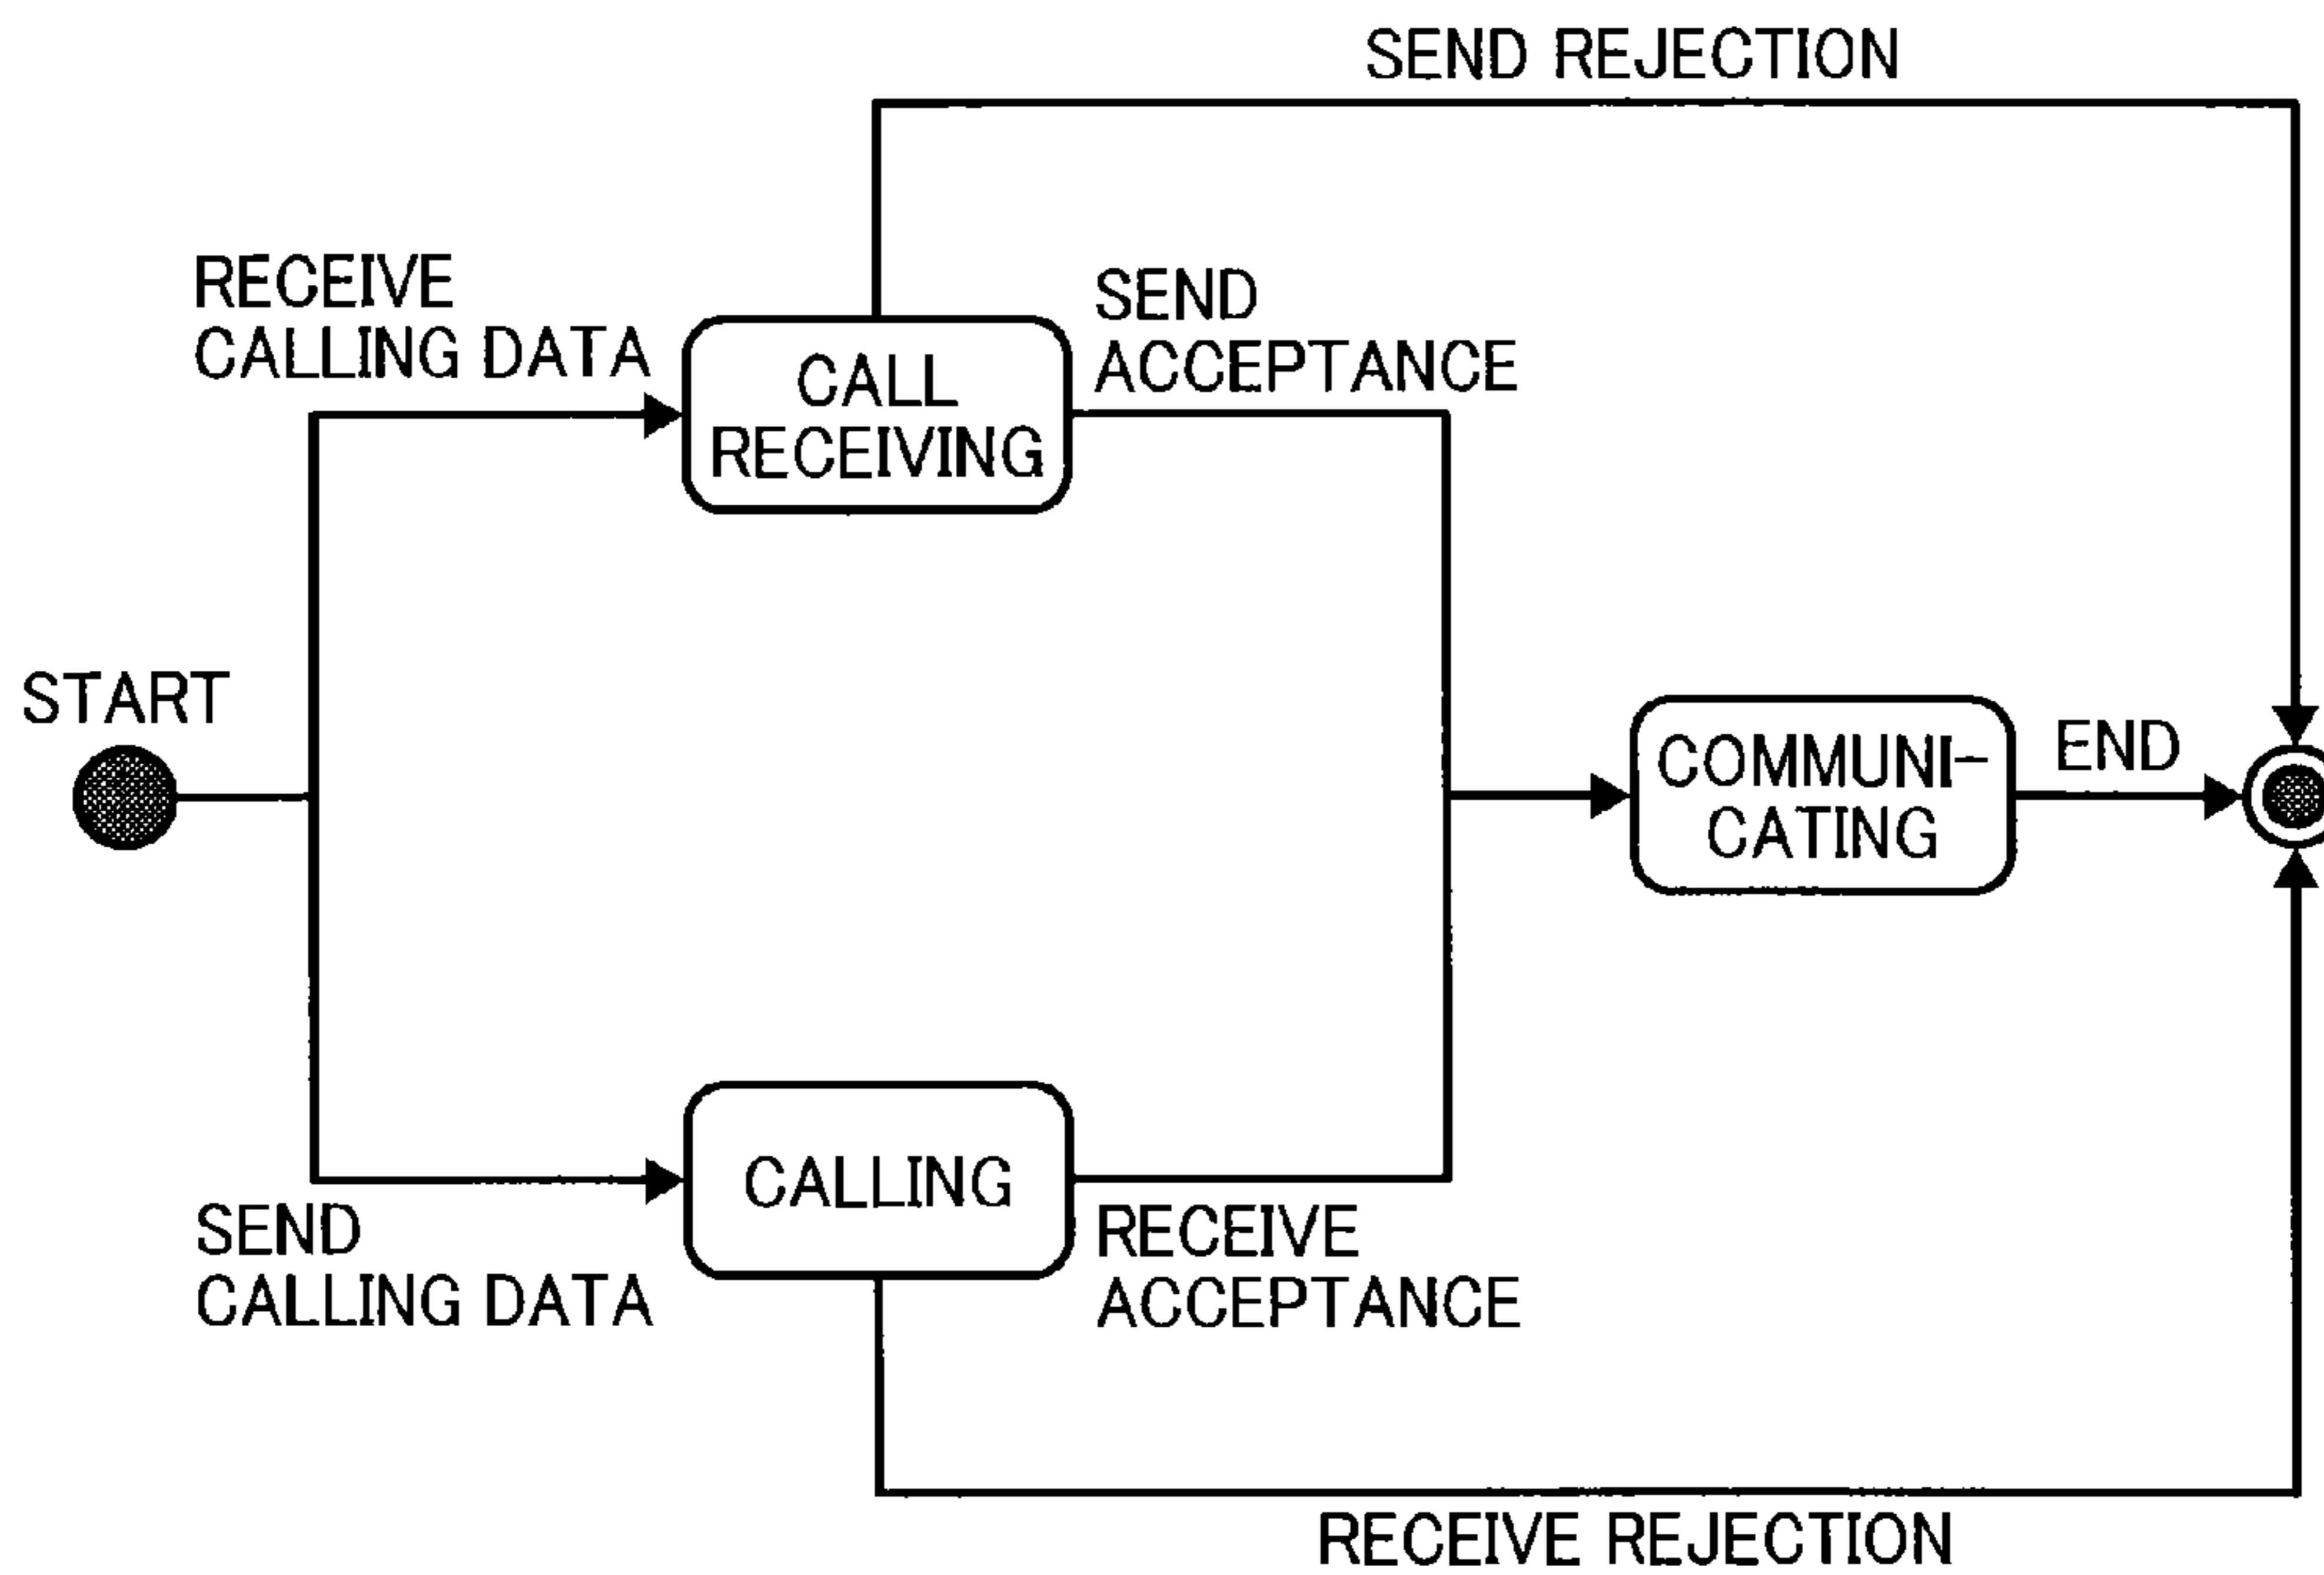 SEND REJECTION
RECEIVE
CALLING DATA
SEND
ACCEPTANCE
CALL
RECEIVING
START
COMMUNI-
CATING
END
CALLING
SEND
CALLING DATA
RECEIVE
ACCEPTANCE
RECEIVE REJECTION